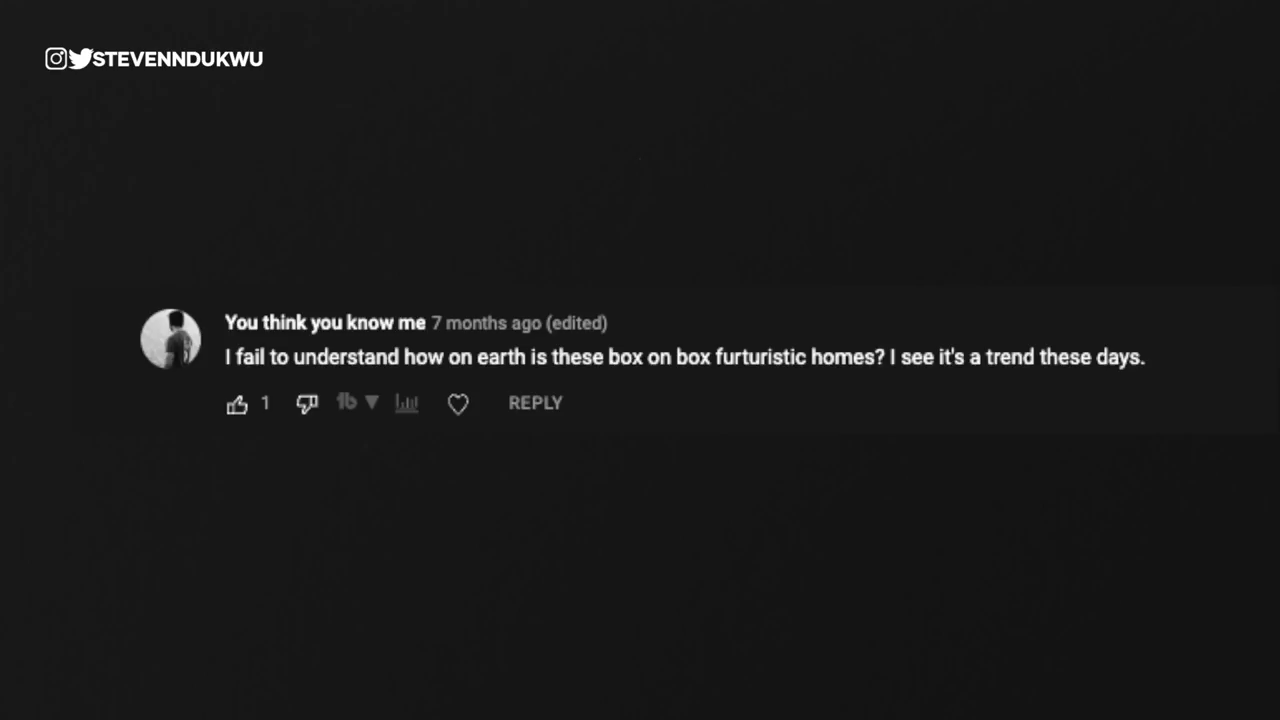 STEVENNDUKWU
You think you know me 7 months ago (edited)
I fail to understand how on earth is these box on box furturistic homes? I see it's a trend these days.
1 REPLY